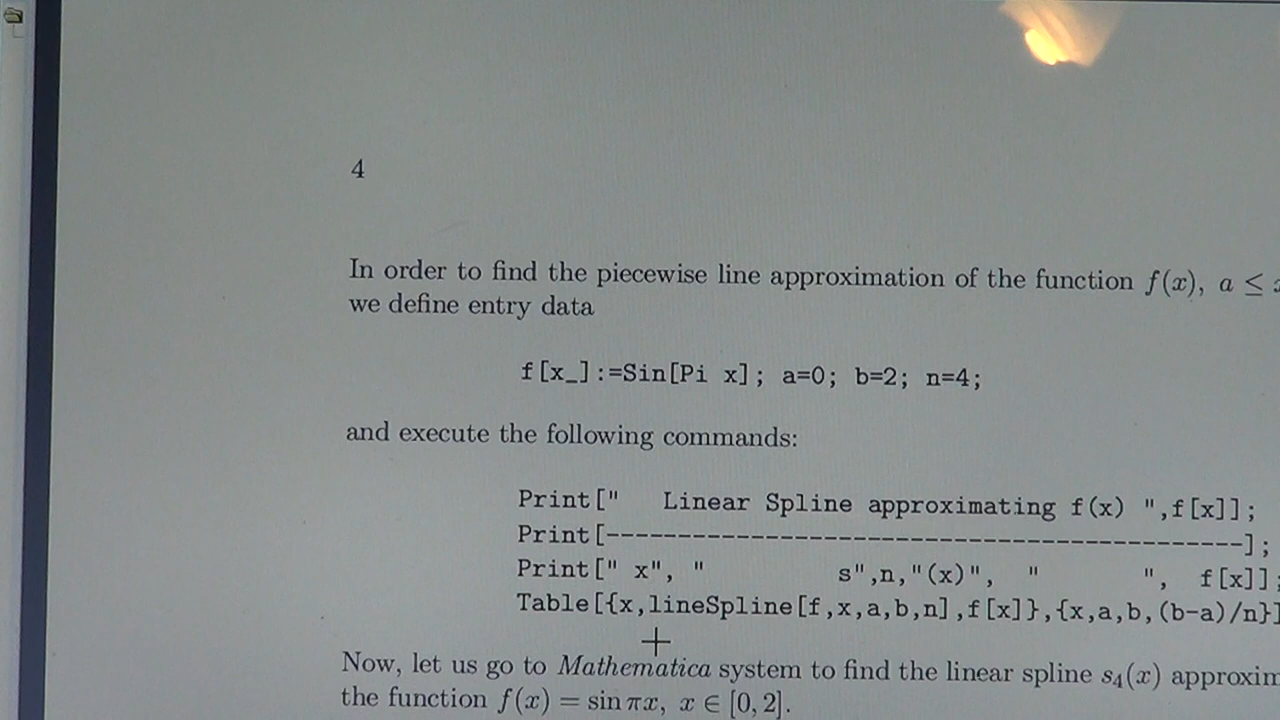 4
In order to find the piecewise line approximation of the function f(x), a ≤
we define entry data
f[x_]:=Sin[Pi x]; a=0; b=2; n=4;
and execute the following commands:
Print["   Linear Spline approximating f(x) ",f[x]];
Print[--------------------------------------------];
Print[" x", "         s",n,"(x)",  "       ",  f[x]];
Table[{x,lineSpline[f,x,a,b,n],f[x]},{x,a,b,(b-a)/n}]
Now, let us go to Mathematica system to find the linear spline s₄(x)
the function f(x) = sin πx, x ∈ [0, 2].